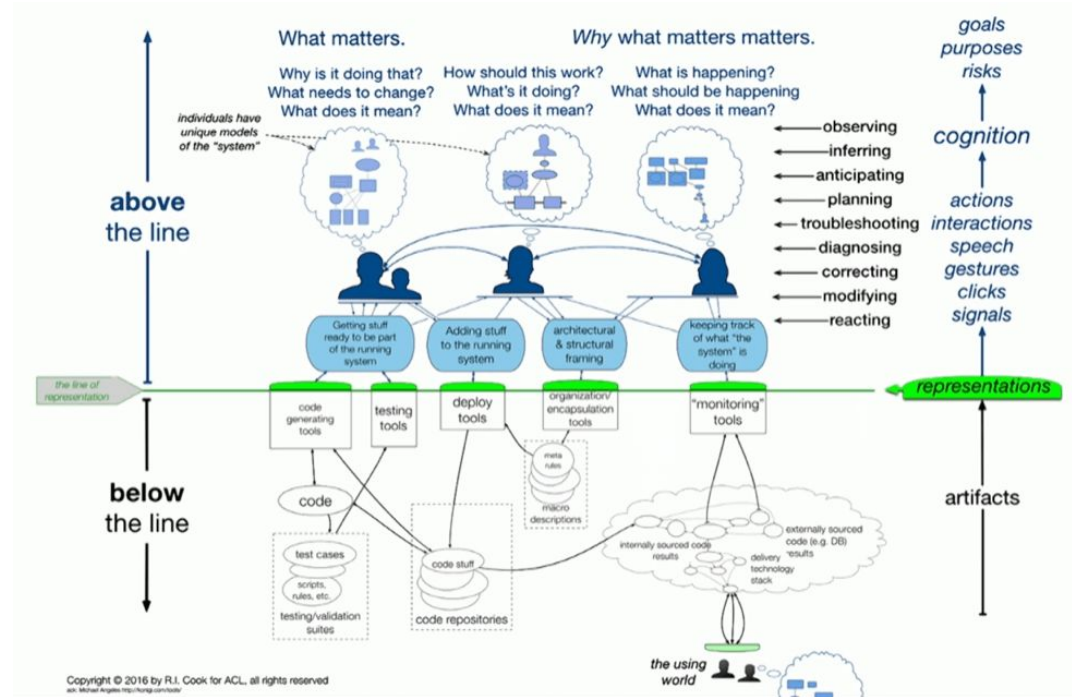 What matters.
Why what matters matters.
Why is it doing that?
What needs to change?
What does it mean?
How should this work?
What's it doing?
What does it mean?
What is happening?
What should be happening
What does it mean?
goals
purposes
risks
individuals have
unique models
of the "system"
observing
inferring
anticipating
planning
troubleshooting
diagnosing
correcting
modifying
reacting
cognition
actions
interactions
speech
gestures
clicks
signals
above
the line
Getting stuff
ready to be part
of the running
system
Adding stuff
to the running
system
architectural
& structural
framing
keeping track
of what "the
system" is
doing
the line of
representation
representations
code
generating
tools
testing
tools
deploy
tools
organization/
encapsulation
tools
"monitoring"
tools
below
the line
meta
rules
macro
descriptions
artifacts
code
test cases
scripts,
rules, etc.
testing/validation
suites
code stuff
code repositories
internally sourced code
results
externally sourced
code (e.g. DB)
results
delivery
technology
stack
the using
world
Copyright © 2016 by R.I. Cook for ACL, all rights reserved
ack: Michael Angeles http://konigi.com/tools/